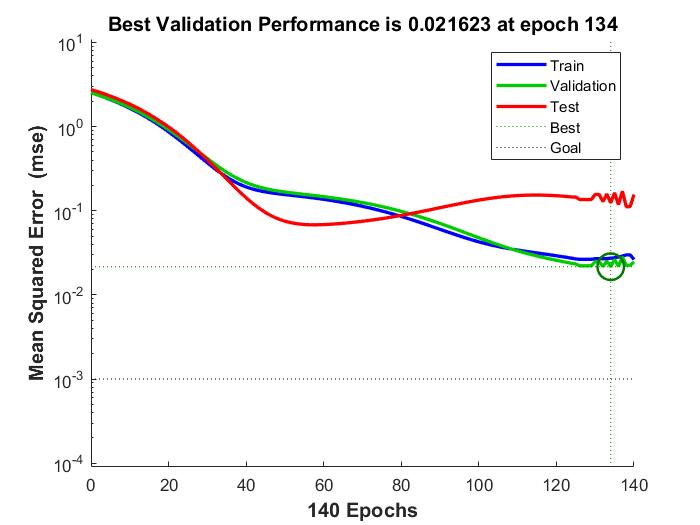 Best Validation Performance is 0.021623 at epoch 134
Mean Squared Error (mse)
10^1
10^0
10^-1
10^-2
10^-3
10^-4
Train
Validation
Test
Best
Goal
0 20 40 60 80 100 120 140
140 Epochs